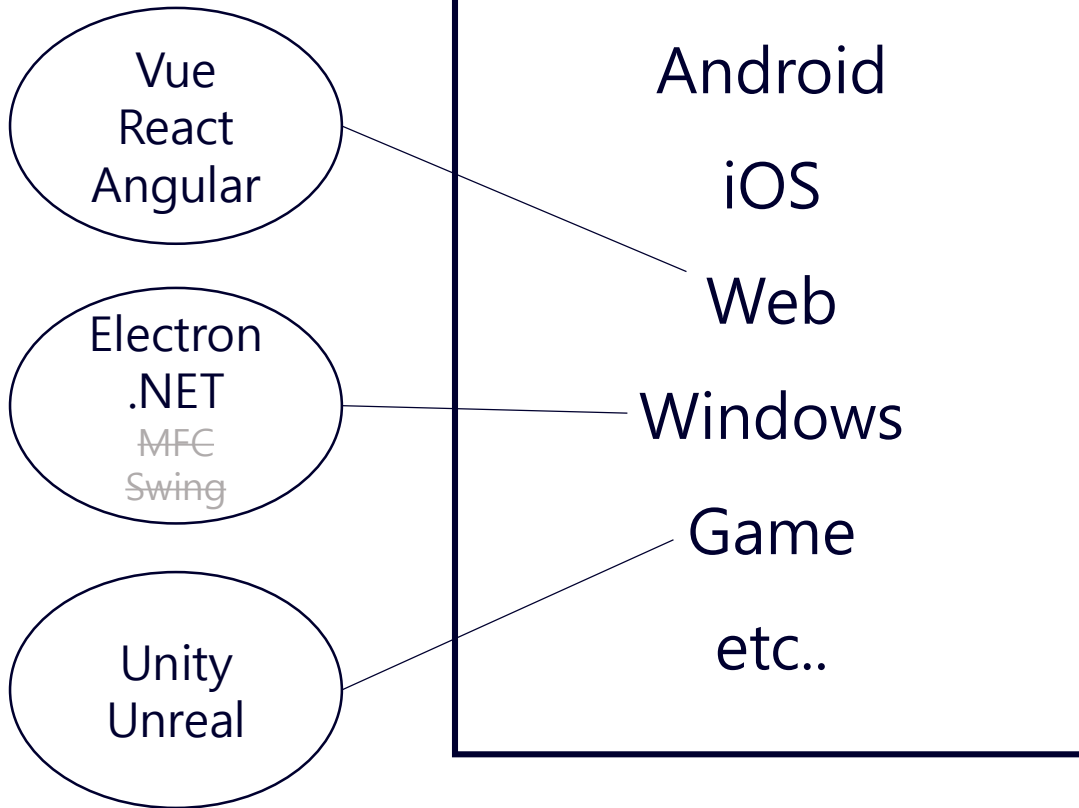 Vue
React
Angular
Electron
.NET
MFC
Swing
Unity
Unreal
Android
iOS
Web
Windows
Game
etc..